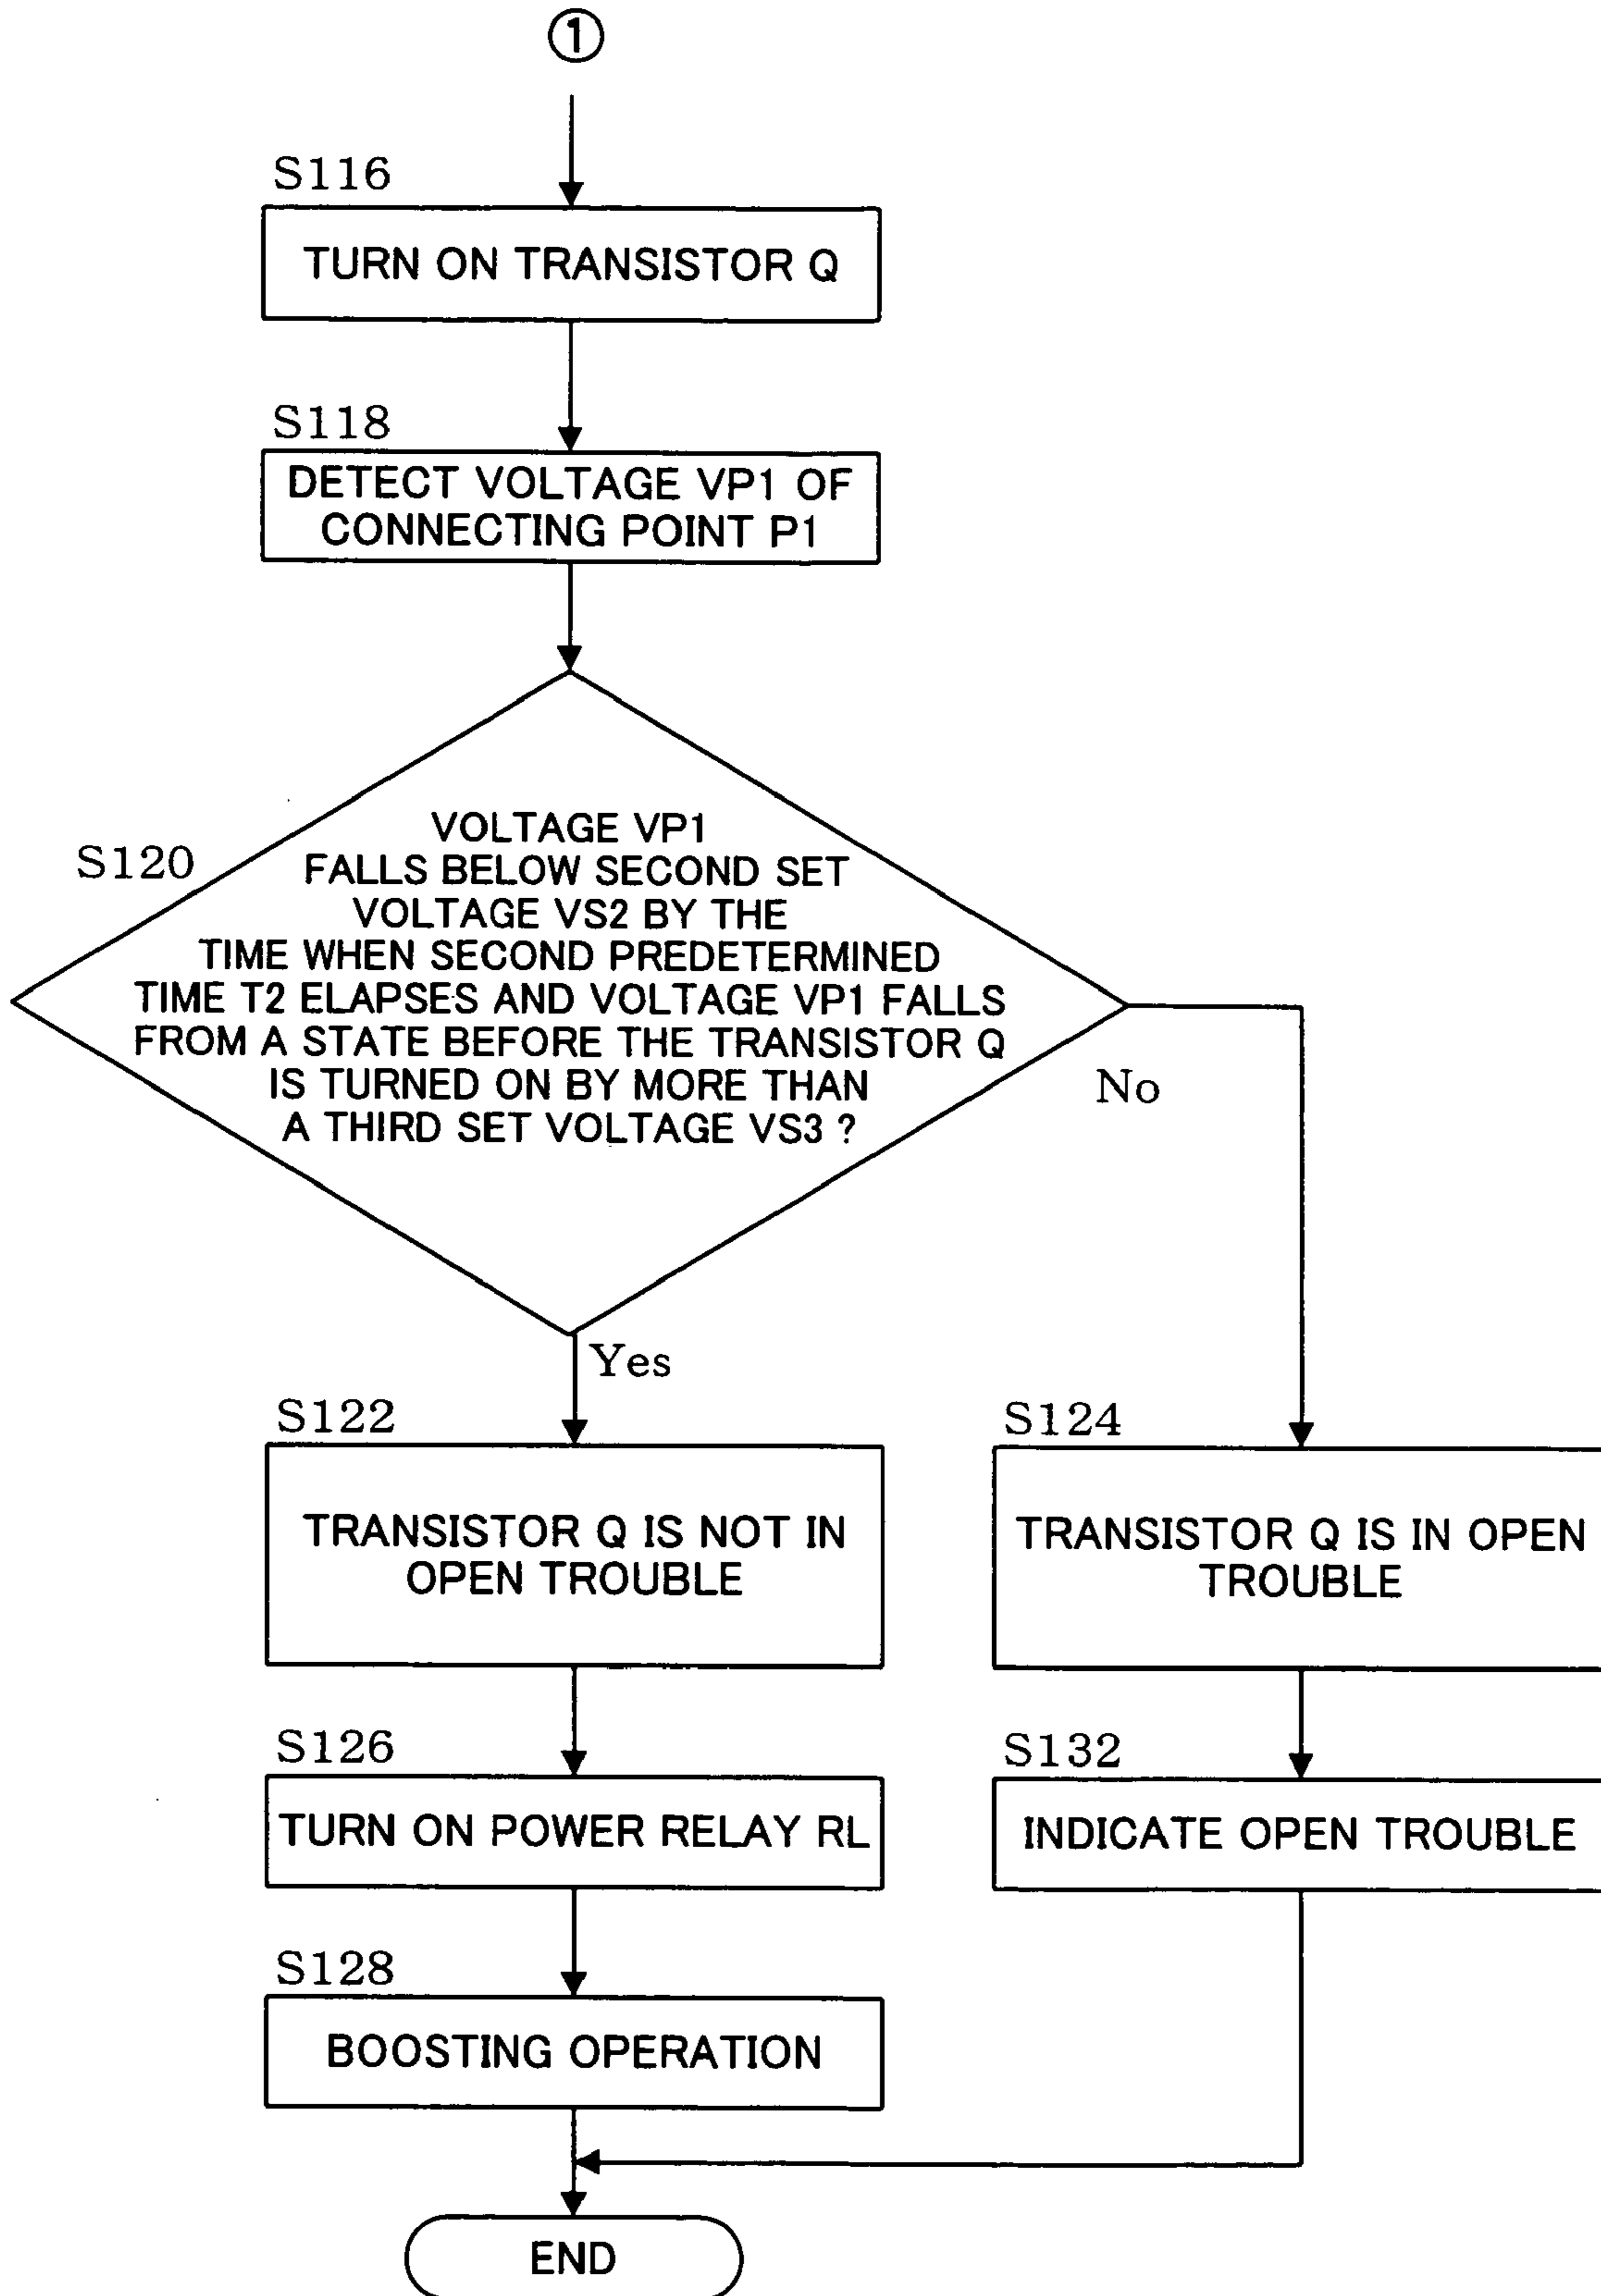 ①
S116
TURN ON TRANSISTOR Q
S118
DETECT VOLTAGE VP1 OF
CONNECTING POINT P1
S120
VOLTAGE VP1
FALLS BELOW SECOND SET
VOLTAGE VS2 BY THE
TIME WHEN SECOND PREDETERMINED
TIME T2 ELAPSES AND VOLTAGE VP1 FALLS
FROM A STATE BEFORE THE TRANSISTOR Q
IS TURNED ON BY MORE THAN
A THIRD SET VOLTAGE VS3 ?
No
Yes
S122
TRANSISTOR Q IS NOT IN
OPEN TROUBLE
S124
TRANSISTOR Q IS IN OPEN
TROUBLE
S126
TURN ON POWER RELAY RL
S132
INDICATE OPEN TROUBLE
S128
BOOSTING OPERATION
END